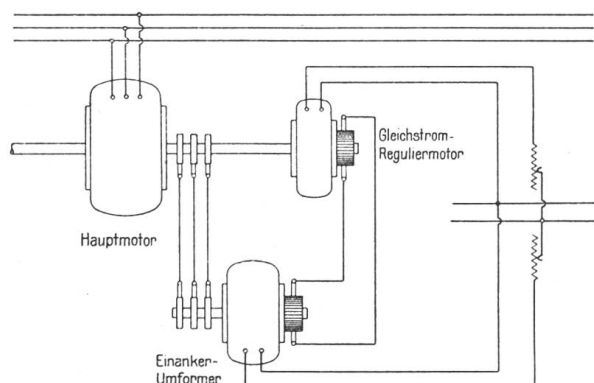 Gleichstrom-
Reguliermotor
Hauptmotor
Einanker-
Umformer